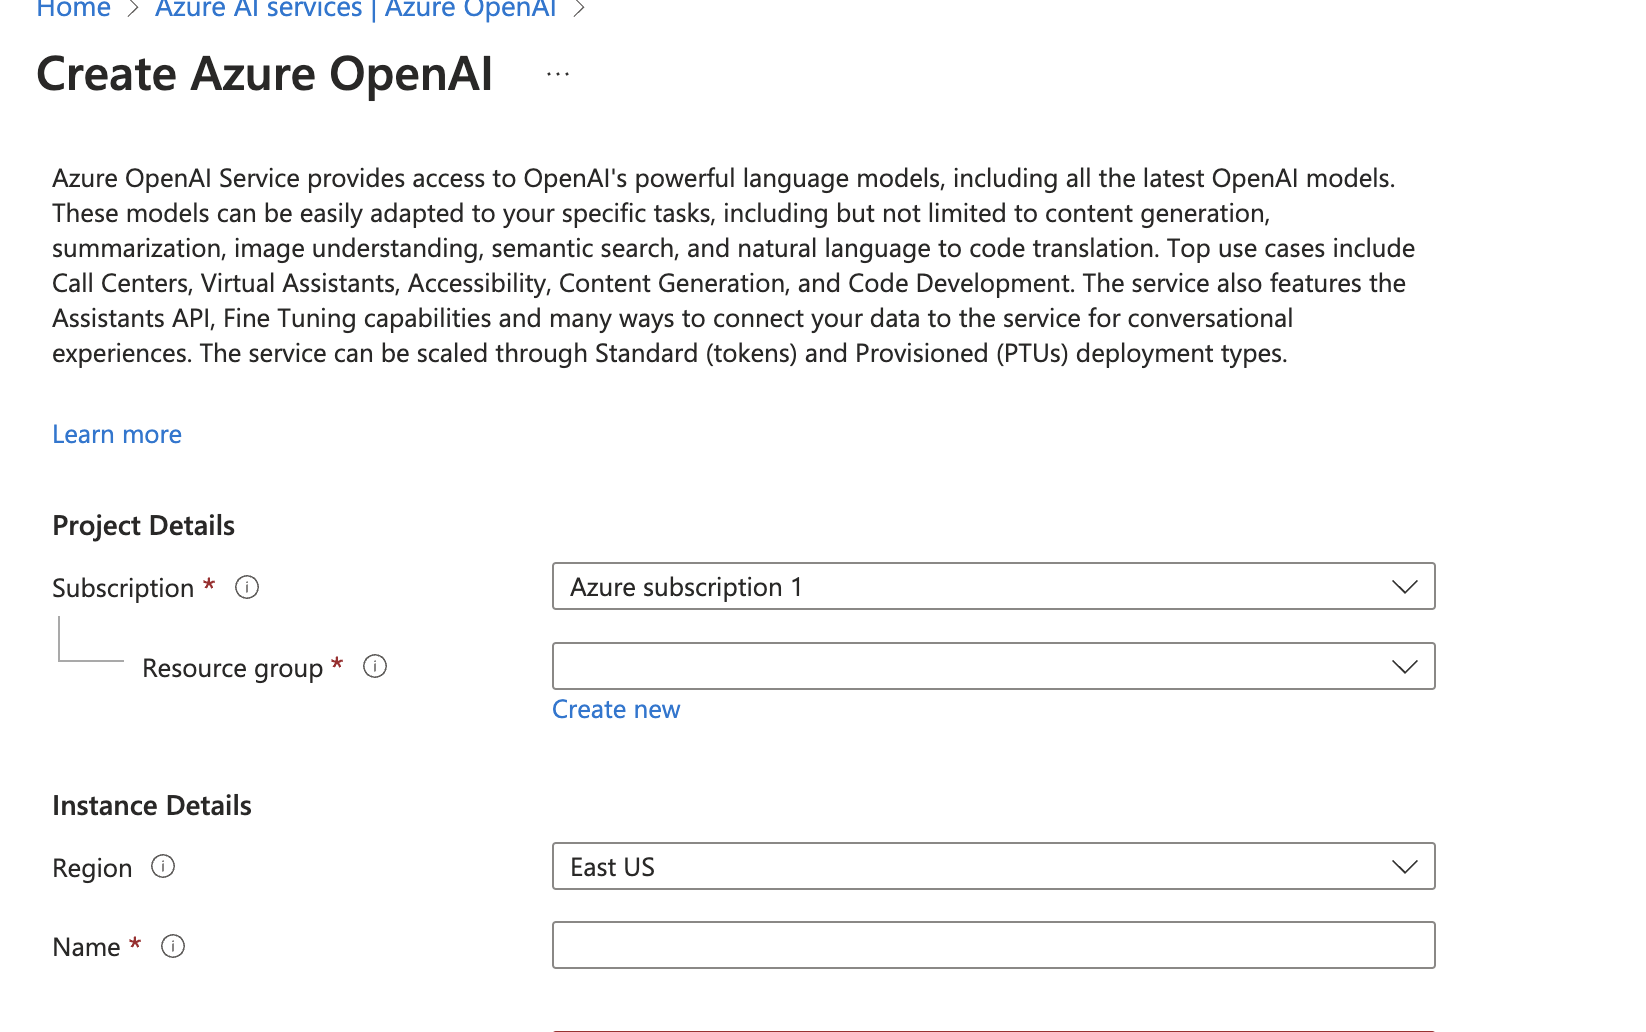 Home > Azure AI services | Azure OpenAI >
Create Azure OpenAI ...
Azure OpenAI Service provides access to OpenAI's powerful language models, including all the latest OpenAI models.
These models can be easily adapted to your specific tasks, including but not limited to content generation,
summarization, image understanding, semantic search, and natural language to code translation. Top use cases include
Call Centers, Virtual Assistants, Accessibility, Content Generation, and Code Development. The service also features the
Assistants API, Fine Tuning capabilities and many ways to connect your data to the service for conversational
experiences. The service can be scaled through Standard (tokens) and Provisioned (PTUs) deployment types.
Learn more
Project Details
Subscription *
Azure subscription 1
Resource group *
Create new
Instance Details
Region
East US
Name *